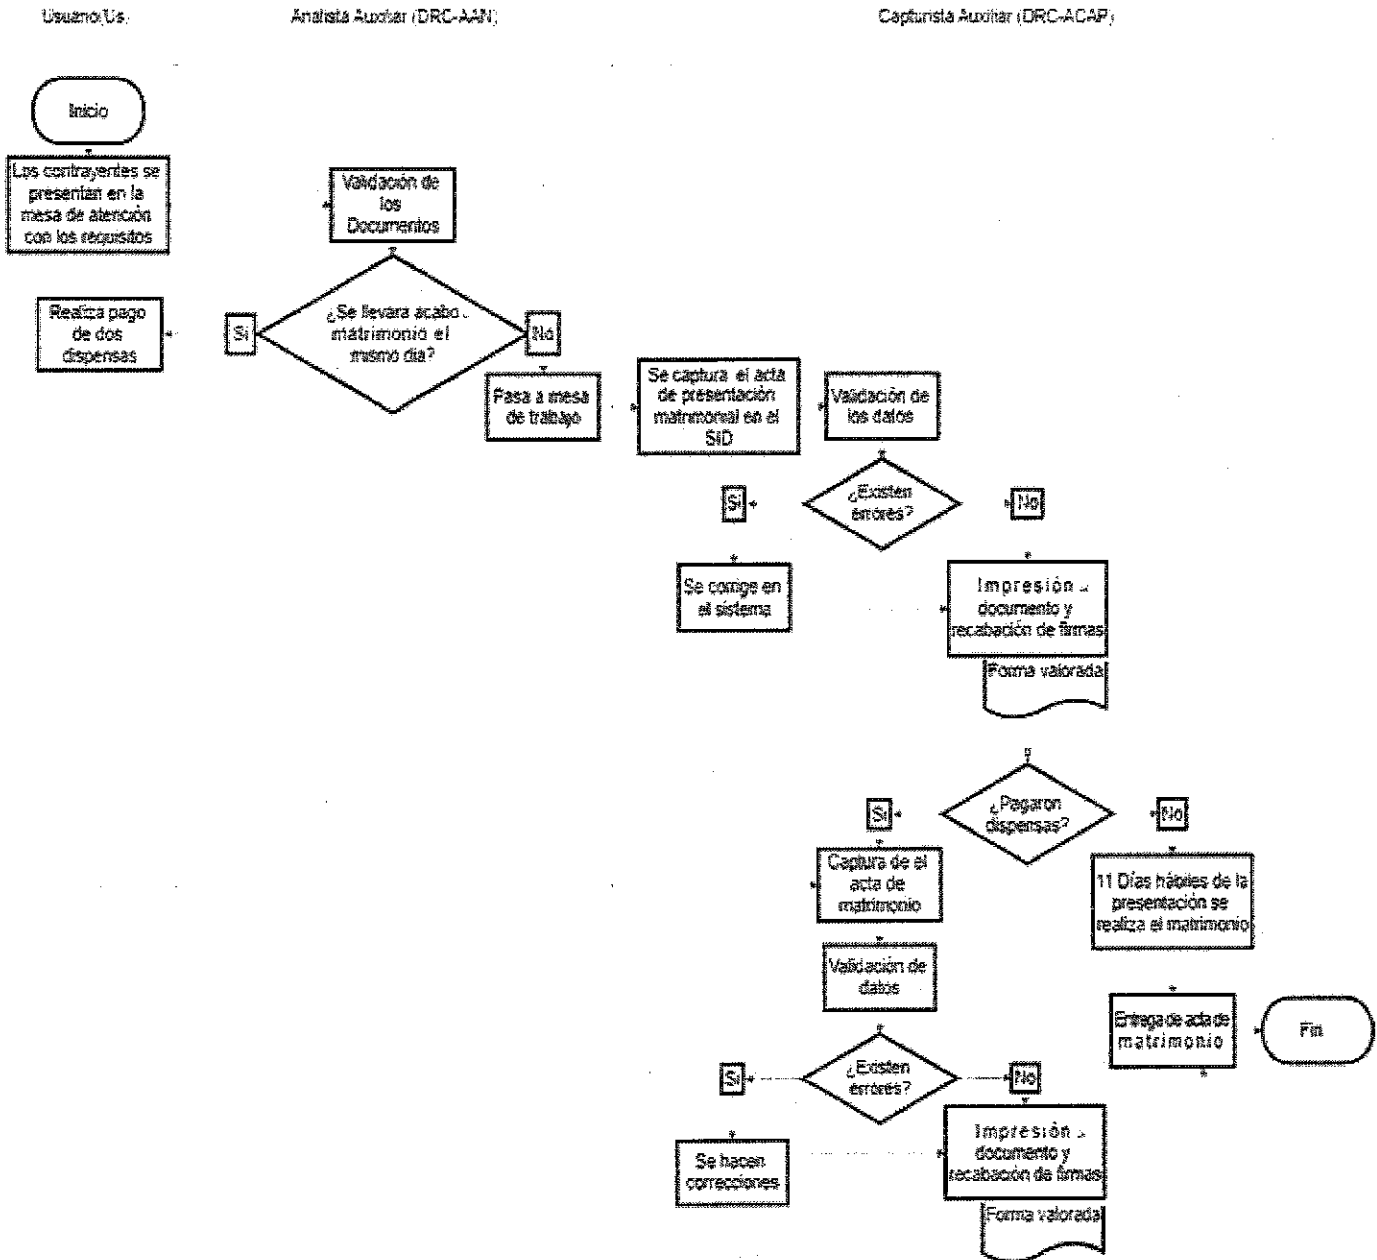 Usuario(Us)
Analista Auxiliar (DRC-AAN)
Capturista Auxiliar (DRC-ACAP)
Inicio
Los contrayentes se
presentan en la
mesa de atención
con los requisitos
Validación de
los
Documentos
¿Se llevara acabo
matrimonio el
mismo dia?
Si
No
Realiza pago
de dos
dispensas
Pasa a mesa
de trabajo
Se captura el acta
de presentación
matrimonial en el
SID
Validación de
los datos
¿Existen
errores?
Si
No
Se corrige en
el sistema
Impresión
documento y
recabación de firmas
Forma valorada
¿Pagaron
dispensas?
Si
No
Captura de el
acta de
matrimonio
11 Días hábiles de la
presentación se
realiza el matrimonio
Validación de
datos
Entrega de acta de
matrimonio
Fin
¿Existen
errores?
Si
No
Se hacen
correcciones
Impresión
documento y
recabación de firmas
Forma valorada